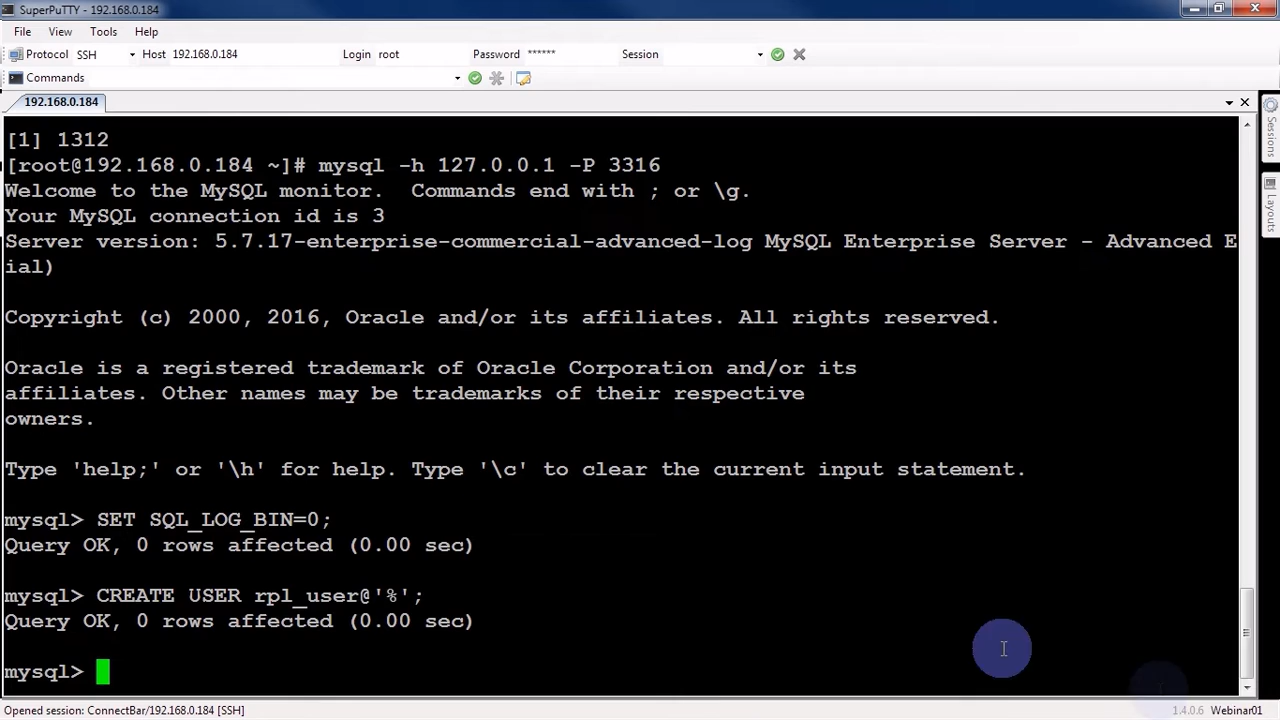 SuperPuTTY - 192.168.0.184
File View Tools Help
Protocol SSH Host 192.168.0.184 Login root Password ****** Session
Commands
192.168.0.184
[1] 1312
[root@192.168.0.184 ~]# mysql -h 127.0.0.1 -P 3316
Welcome to the MySQL monitor.  Commands end with ; or \g.
Your MySQL connection id is 3
Server version: 5.7.17-enterprise-commercial-advanced-log MySQL Enterprise Server - Advanced E
ial)
Copyright (c) 2000, 2016, Oracle and/or its affiliates. All rights reserved.
Oracle is a registered trademark of Oracle Corporation and/or its
affiliates. Other names may be trademarks of their respective
owners.
Type 'help;' or '\h' for help. Type '\c' to clear the current input statement.
mysql> SET SQL_LOG_BIN=0;
Query OK, 0 rows affected (0.00 sec)
mysql> CREATE USER rpl_user@'%';
Query OK, 0 rows affected (0.00 sec)
mysql>
Sessions
Layouts
Opened session: ConnectBar/192.168.0.184 [SSH] 1.4.0.6 Webinar01